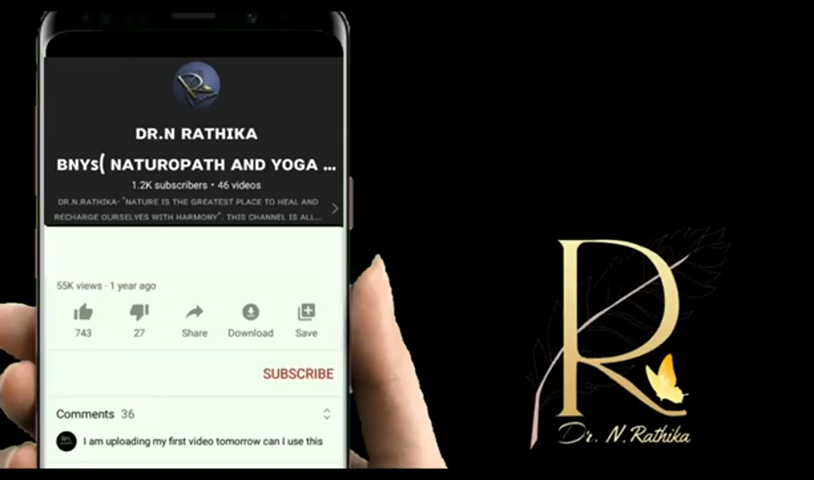 DR.N RATHIKA
BNYs( NATUROPATH AND YOGA ...
1.2K subscribers • 46 videos
DR.N.RATHIKA- "NATURE IS THE GREATEST PLACE TO HEAL AND
RECHARGE OURSELVES WITH HARMONY". THIS CHANNEL IS ALL...
55K views · 1 year ago
743
27
Share
Download
Save
SUBSCRIBE
Comments 36
I am uploading my first video tomorrow can I use this
R
Dr. N.Rathika